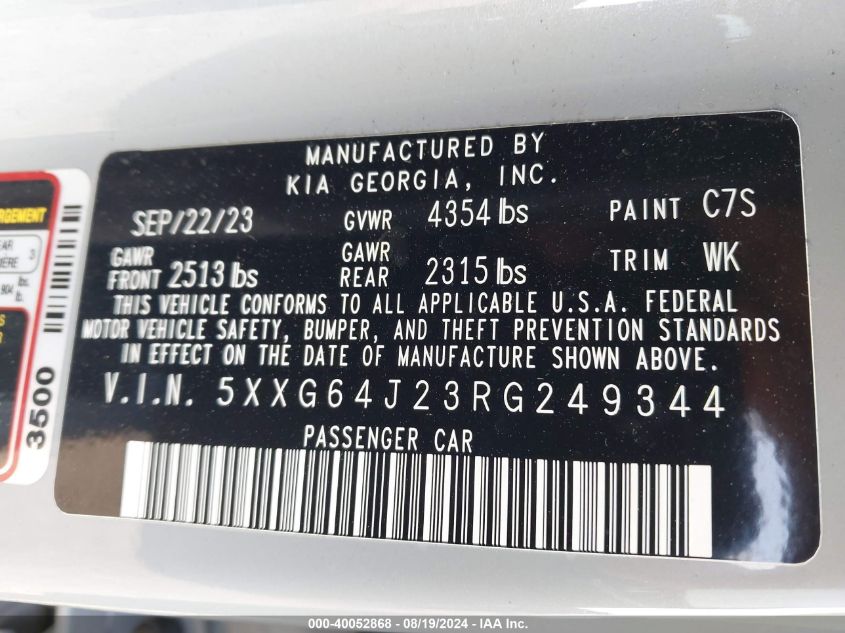 MANUFACTURED BY
KIA GEORGIA, INC.
SEP/22/23 GVWR 4354 lbs PAINT C7S
GAWR FRONT 2513 lbs GAWR REAR 2315 lbs TRIM WK
THIS VEHICLE CONFORMS TO ALL APPLICABLE U.S.A. FEDERAL
MOTOR VEHICLE SAFETY, BUMPER, AND THEFT PREVENTION STANDARDS
IN EFFECT ON THE DATE OF MANUFACTURE SHOWN ABOVE.
V.I.N. 5XXG64J23RG249344
PASSENGER CAR
3500
000-40052868 - 08/19/2024 - IAA Inc.